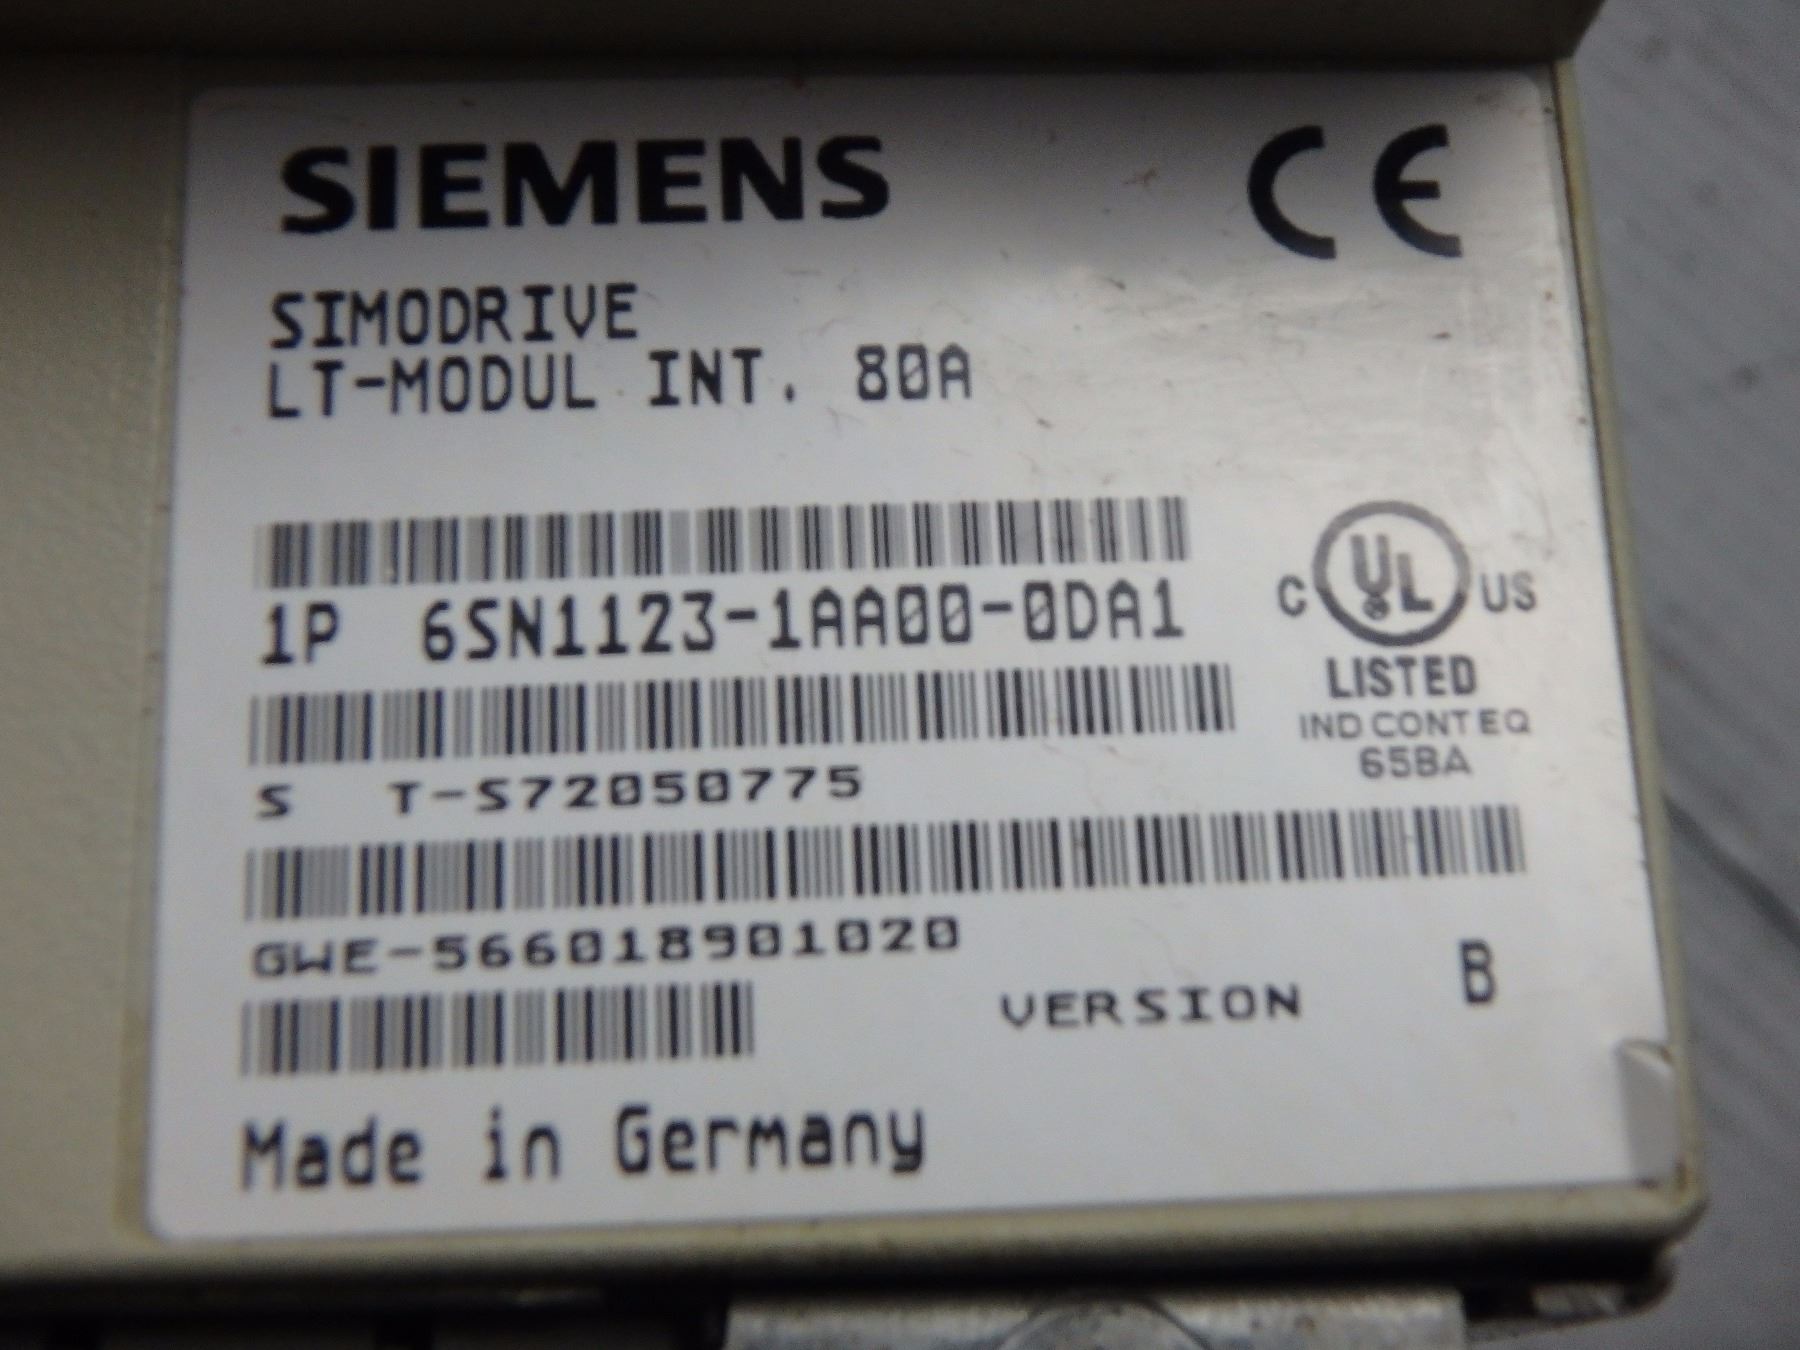 SIEMENS
CE
SIMODRIVE
LT-MODUL INT. 80A
1P 6SN1123-1AA00-0DA1
C UL US
LISTED
IND CONT EQ
65BA
S T-S72050775
GWE-566018901020
VERSION B
Made in Germany